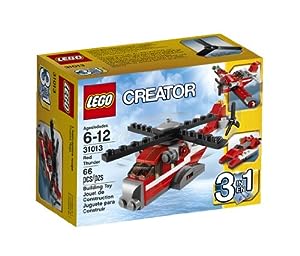 LEGO
CREATOR
Ages/edades
6-12
31013
Red
Thunder
66
PCS/PZS
Building Toy
Jouet de
Construction
Juguete para
Construir
3in1